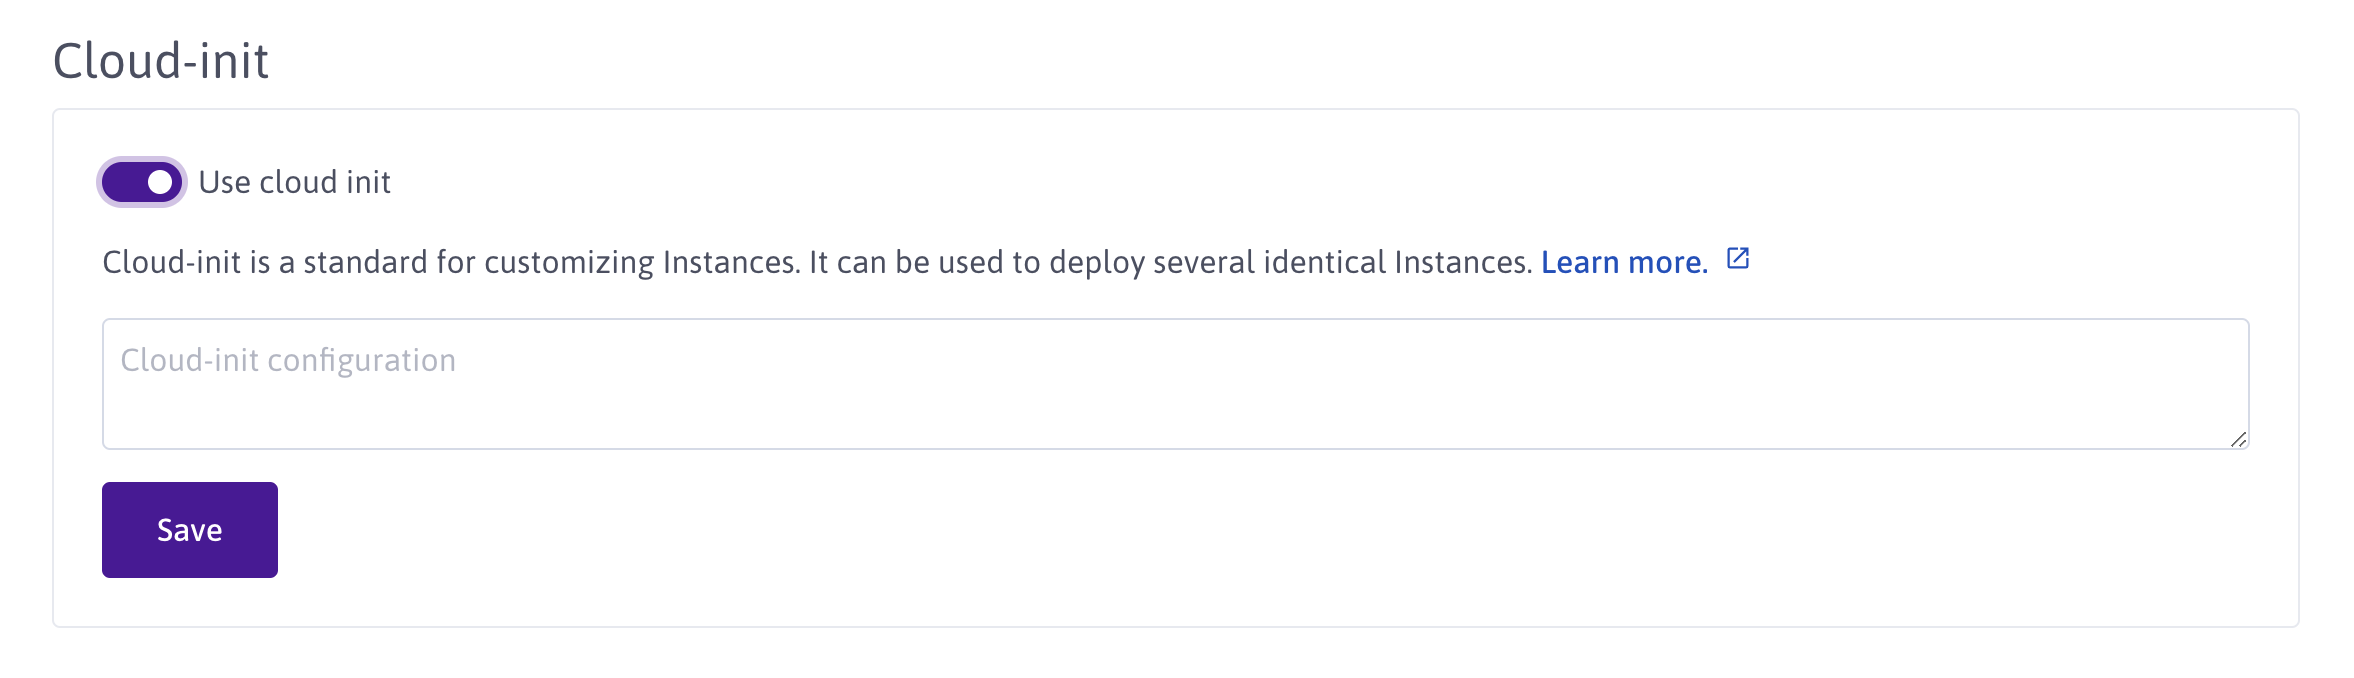 Cloud-init
Use cloud init
Cloud-init is a standard for customizing Instances. It can be used to deploy several identical Instances. Learn more.
Cloud-init configuration
Save